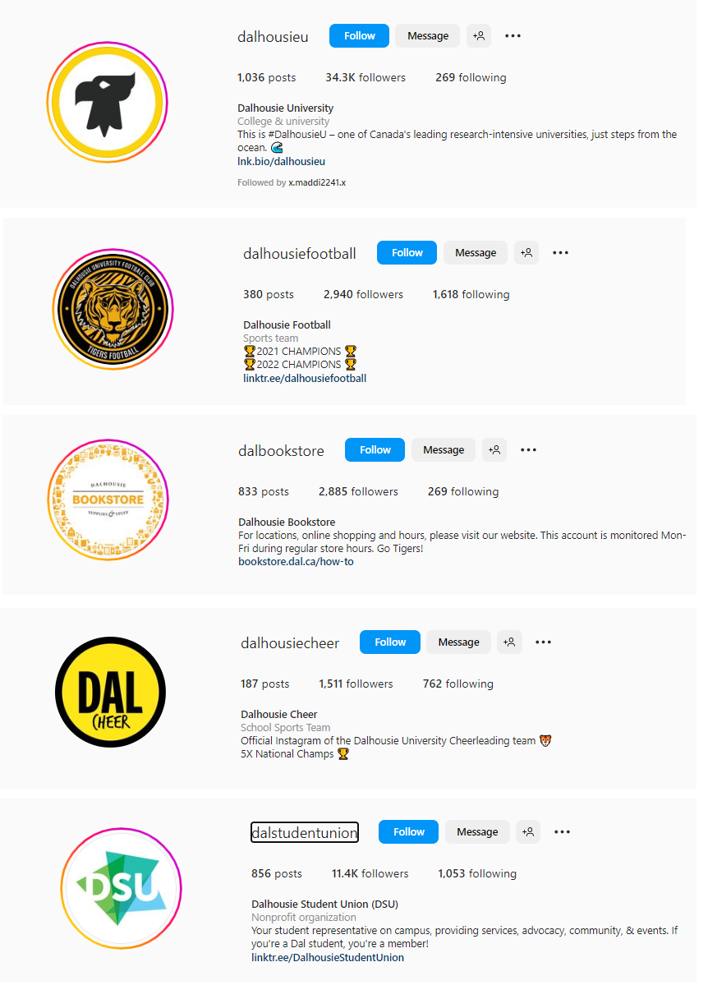 dalhousieu Follow Message
1,036 posts 34.3K followers 269 following
Dalhousie University
College & university
This is #DalhousieU – one of Canada's leading research-intensive universities, just steps from the
ocean. 🌊
lnk.bio/dalhousieu
Followed by x.maddi2241.x
DALHOUSIE UNIVERSITY FOOTBALL CLUB
TIGERS FOOTBALL
dalhousiefootball Follow Message
380 posts 2,940 followers 1,618 following
Dalhousie Football
Sports team
🏆2021 CHAMPIONS 🏆
🏆2022 CHAMPIONS 🏆
linktr.ee/dalhousiefootball
DALHOUSIE
BOOKSTORE
SUPPLIES & STUFF
dalbookstore Follow Message
833 posts 2,885 followers 269 following
Dalhousie Bookstore
For locations, online shopping and hours, please visit our website. This account is monitored Mon-
Fri during regular store hours. Go Tigers!
bookstore.dal.ca/how-to
DAL
CHEER
dalhousiecheer Follow Message
187 posts 1,511 followers 762 following
Dalhousie Cheer
School Sports Team
Official Instagram of the Dalhousie University Cheerleading team 🐯
5X National Champs 🏆
DSU
dalstudentunion Follow Message
856 posts 11.4K followers 1,053 following
Dalhousie Student Union (DSU)
Nonprofit organization
Your student representative on campus, providing services, advocacy, community, & events. If
you're a Dal student, you're a member!
linktr.ee/DalhousieStudentUnion